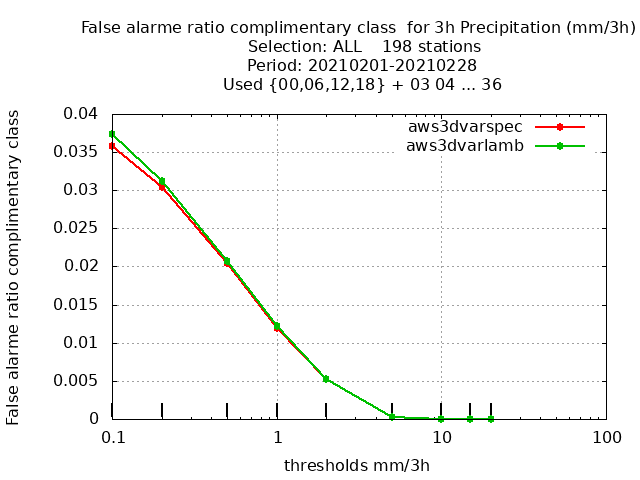 False alarme ratio complimentary class  for 3h Precipitation (mm/3h)
Selection: ALL    198 stations
Period: 20210201-20210228
Used {00,06,12,18} + 03 04 ... 36
False alarme ratio complimentary class
0.04
0.035
0.03
0.025
0.02
0.015
0.01
0.005
0
aws3dvarspec
aws3dvarlamb
0.1 1 10 100
thresholds mm/3h